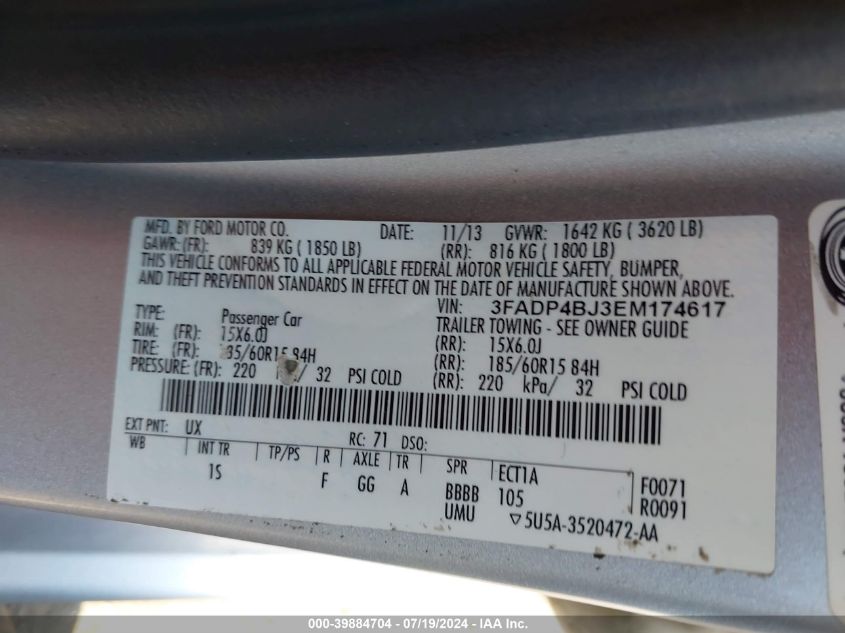 MFD. BY FORD MOTOR CO. DATE: 11/13 GVWR: 1642 KG ( 3620 LB)
GAWR: (FR): 839 KG ( 1850 LB) (RR): 816 KG ( 1800 LB)
THIS VEHICLE CONFORMS TO ALL APPLICABLE FEDERAL MOTOR VEHICLE SAFETY, BUMPER,
AND THEFT PREVENTION STANDARDS IN EFFECT ON THE DATE OF MANUFACTURE SHOWN ABOVE.
VIN: 3FADP4BJ3EM174617
TYPE: Passenger Car TRAILER TOWING - SEE OWNER GUIDE
RIM: (FR): 15X6.0J (RR): 15X6.0J
TIRE: (FR): 85/60R15 84H (RR): 185/60R15 84H
PRESSURE: (FR): 220 / 32 PSI COLD (RR): 220 kPa/ 32 PSI COLD
EXT PNT: UX RC: 71 DSO:
WB INT TR TP/PS R AXLE TR SPR ECT1A F0071
1S F GG A BBBB 105 R0091
UMU ▽5U5A-3520472-AA
000-39884704 - 07/19/2024 - IAA Inc.